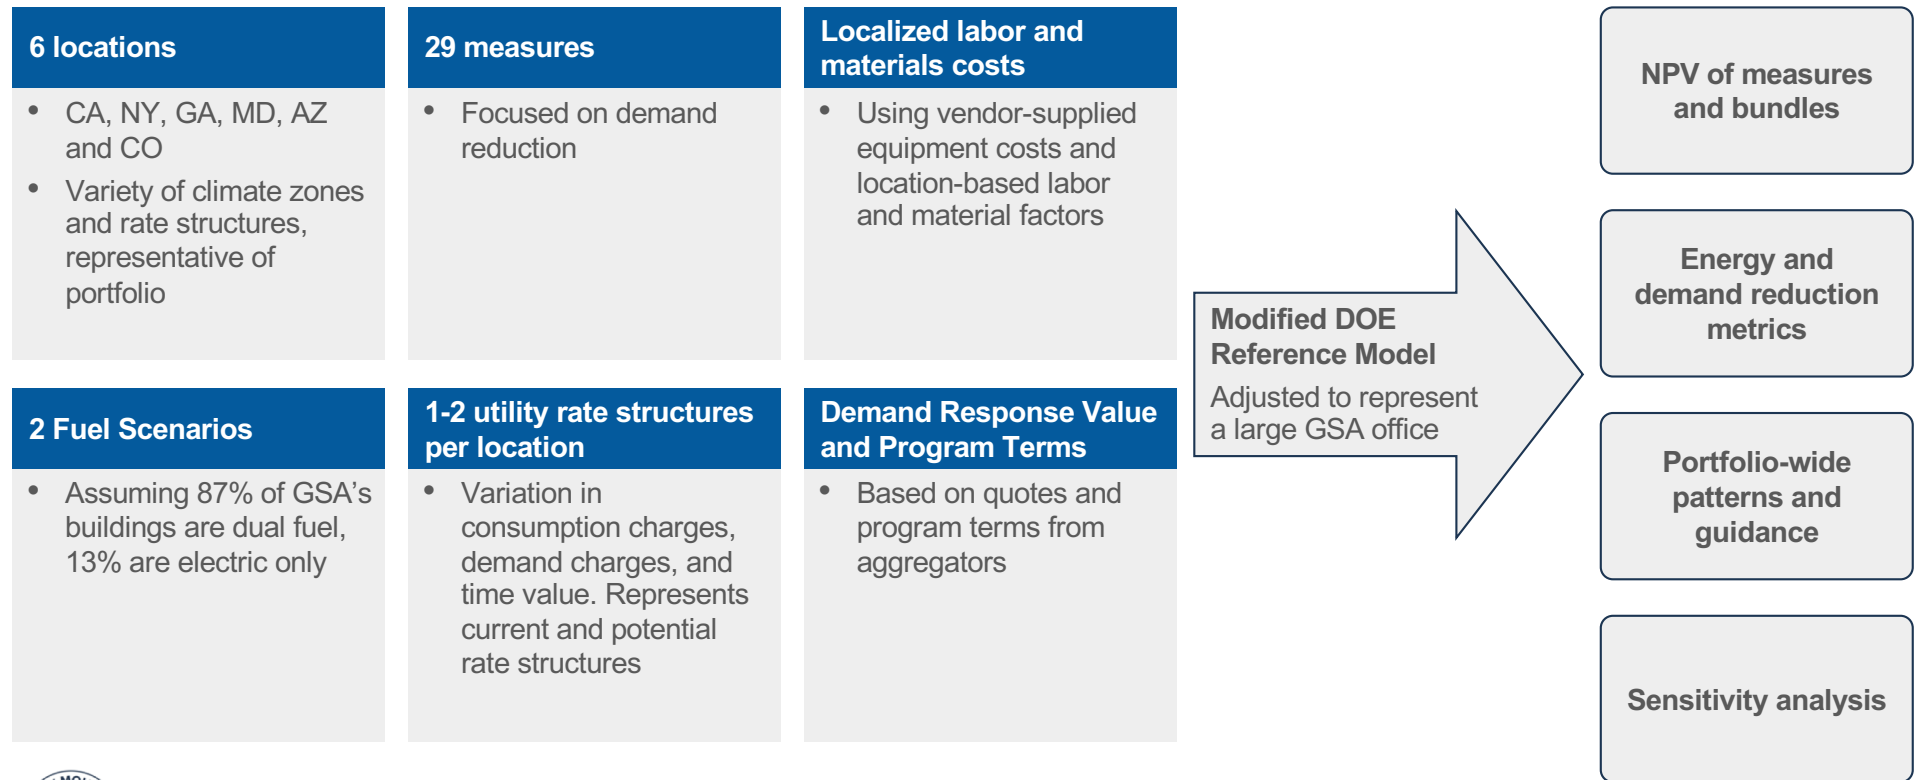 6 locations
• CA, NY, GA, MD, AZ
and CO
• Variety of climate zones
and rate structures,
representative of
portfolio
29 measures
• Focused on demand
reduction
Localized labor and
materials costs
• Using vendor-supplied
equipment costs and
location-based labor
and material factors
2 Fuel Scenarios
• Assuming 87% of GSA’s
buildings are dual fuel,
13% are electric only
1-2 utility rate structures
per location
• Variation in
consumption charges,
demand charges, and
time value. Represents
current and potential
rate structures
Demand Response Value
and Program Terms
• Based on quotes and
program terms from
aggregators
Modified DOE
Reference Model
Adjusted to represent
a large GSA office
NPV of measures
and bundles
Energy and
demand reduction
metrics
Portfolio-wide
patterns and
guidance
Sensitivity analysis